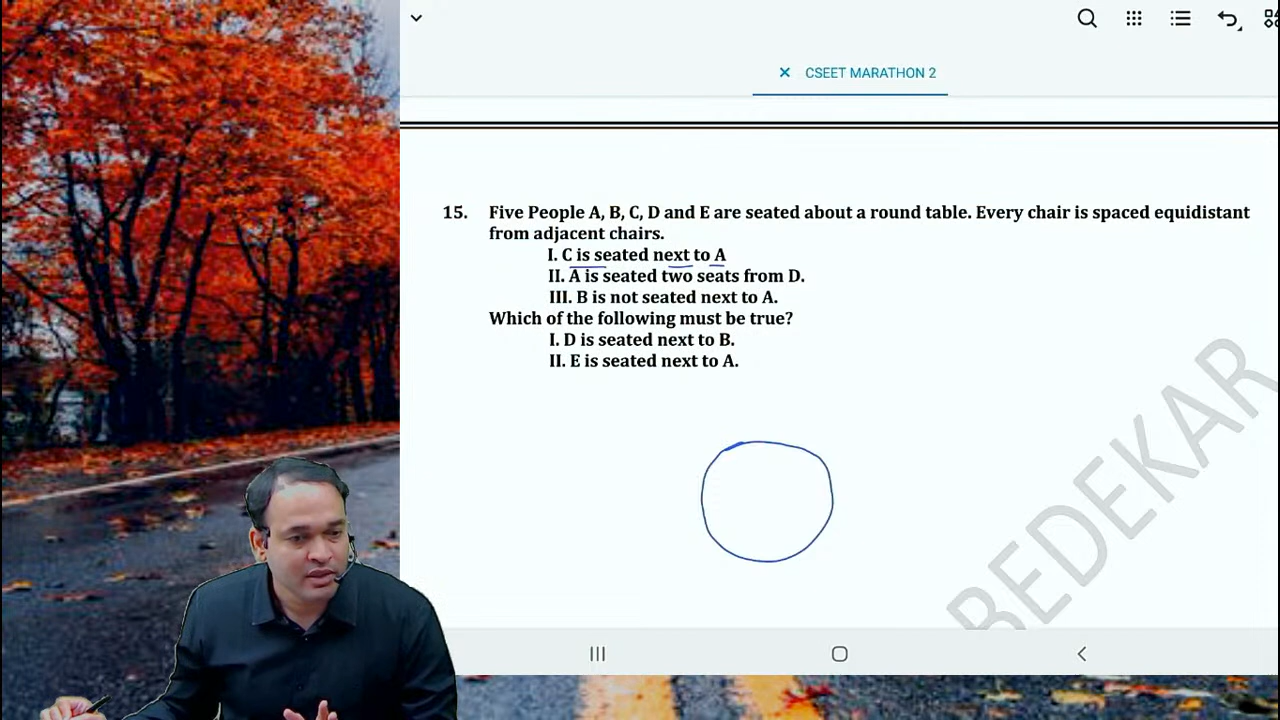 CSEET MARATHON 2
15. Five People A, B, C, D and E are seated about a round table. Every chair is spaced equidistant
from adjacent chairs.
I. C is seated next to A
II. A is seated two seats from D.
III. B is not seated next to A.
Which of the following must be true?
I. D is seated next to B.
II. E is seated next to A.
BEDEKAR